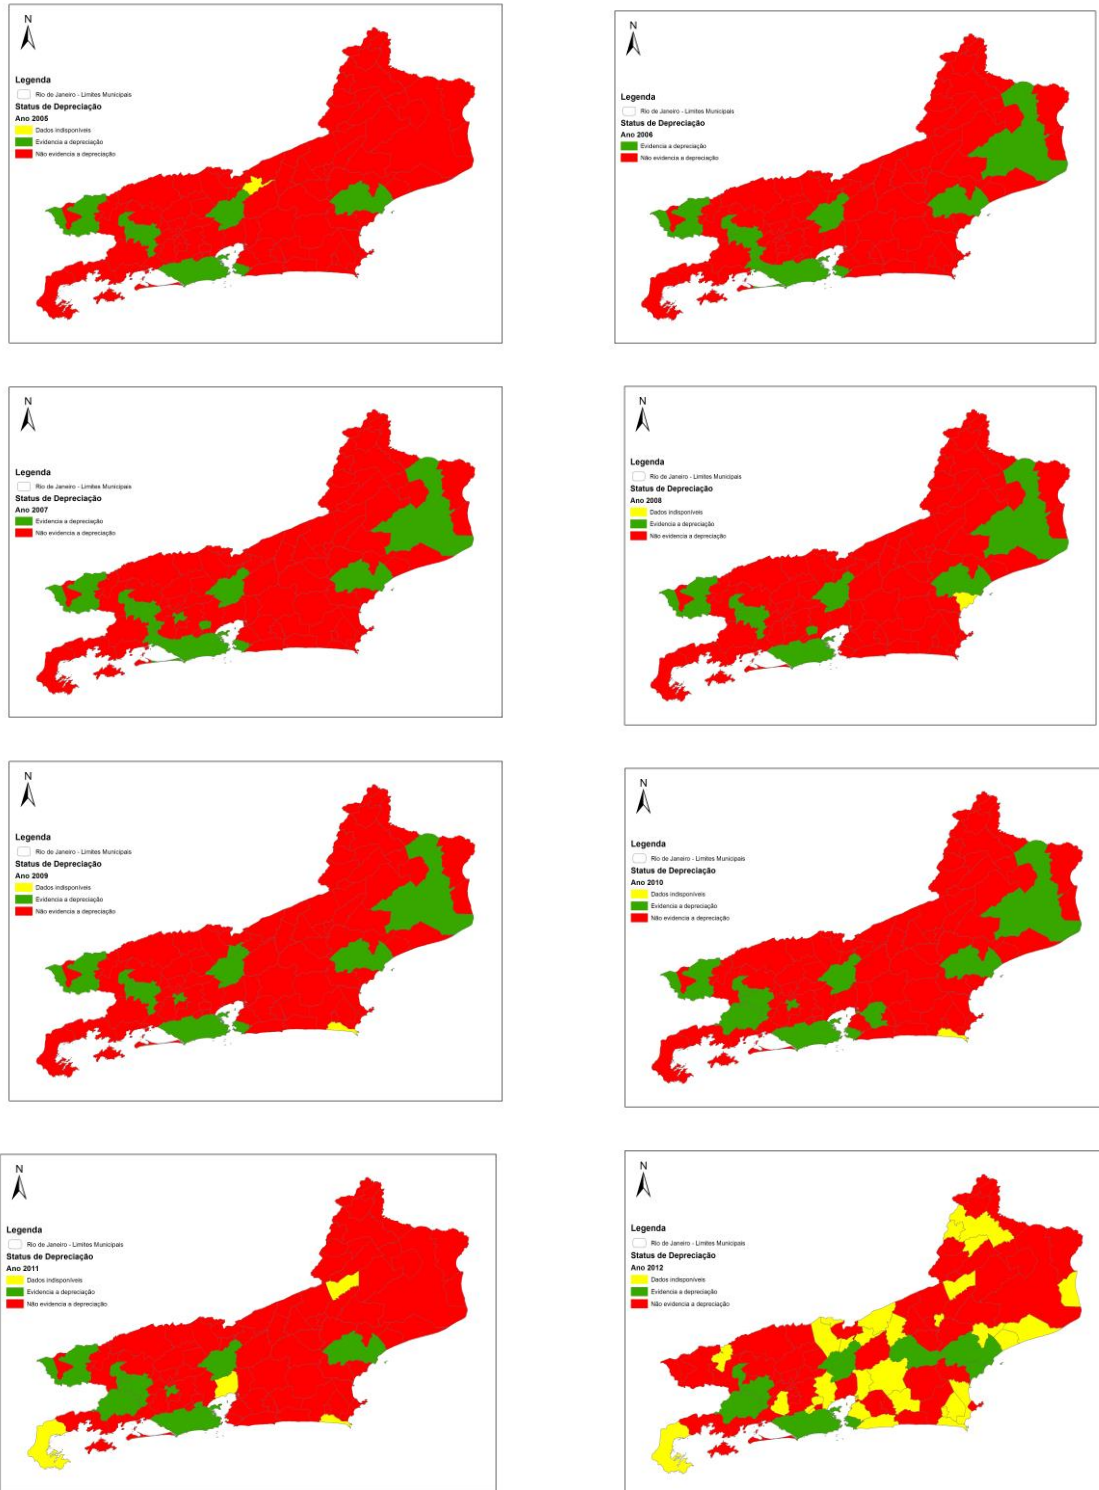 N
Legenda
Rio de Janeiro - Limites Municipais
Status de Depreciação
Ano 2005
Dados indisponíveis
Evidencia a depreciação
Não evidencia a depreciação
N
Legenda
Rio de Janeiro - Limites Municipais
Status de Depreciação
Ano 2006
Evidencia a depreciação
Não evidencia a depreciação
N
Legenda
Rio de Janeiro - Limites Municipais
Status de Depreciação
Ano 2007
Evidencia a depreciação
Não evidencia a depreciação
N
Legenda
Rio de Janeiro - Limites Municipais
Status de Depreciação
Ano 2008
Dados indisponíveis
Evidencia a depreciação
Não evidencia a depreciação
N
Legenda
Rio de Janeiro - Limites Municipais
Status de Depreciação
Ano 2009
Dados indisponíveis
Evidencia a depreciação
Não evidencia a depreciação
N
Legenda
Rio de Janeiro - Limites Municipais
Status de Depreciação
Ano 2010
Dados indisponíveis
Evidencia a depreciação
Não evidencia a depreciação
N
Legenda
Rio de Janeiro - Limites Municipais
Status de Depreciação
Ano 2011
Dados indisponíveis
Evidencia a depreciação
Não evidencia a depreciação
N
Legenda
Rio de Janeiro - Limites Municipais
Status de Depreciação
Ano 2012
Dados indisponíveis
Evidencia a depreciação
Não evidencia a depreciação